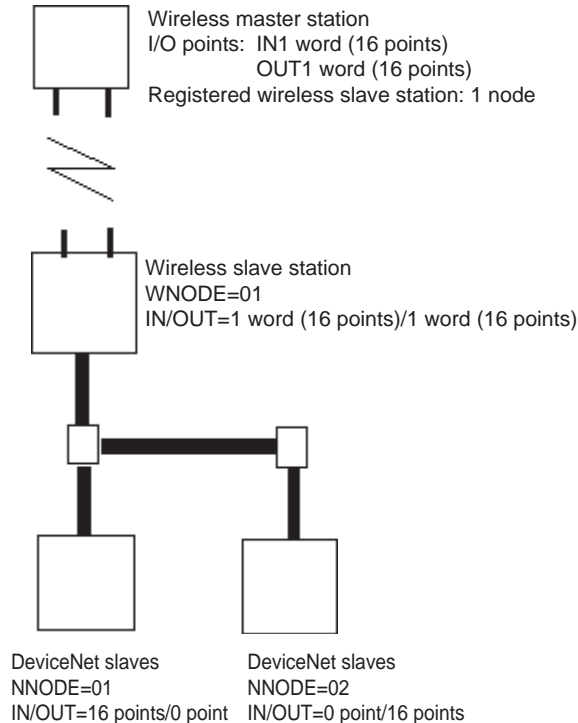 Wireless master station
I/O points: IN1 word (16 points)
OUT1 word (16 points)
Registered wireless slave station: 1 node
Wireless slave station
WNODE=01
IN/OUT=1 word (16 points)/1 word (16 points)
DeviceNet slaves
NNODE=01
IN/OUT=16 points/0 point
DeviceNet slaves
NNODE=02
IN/OUT=0 point/16 points